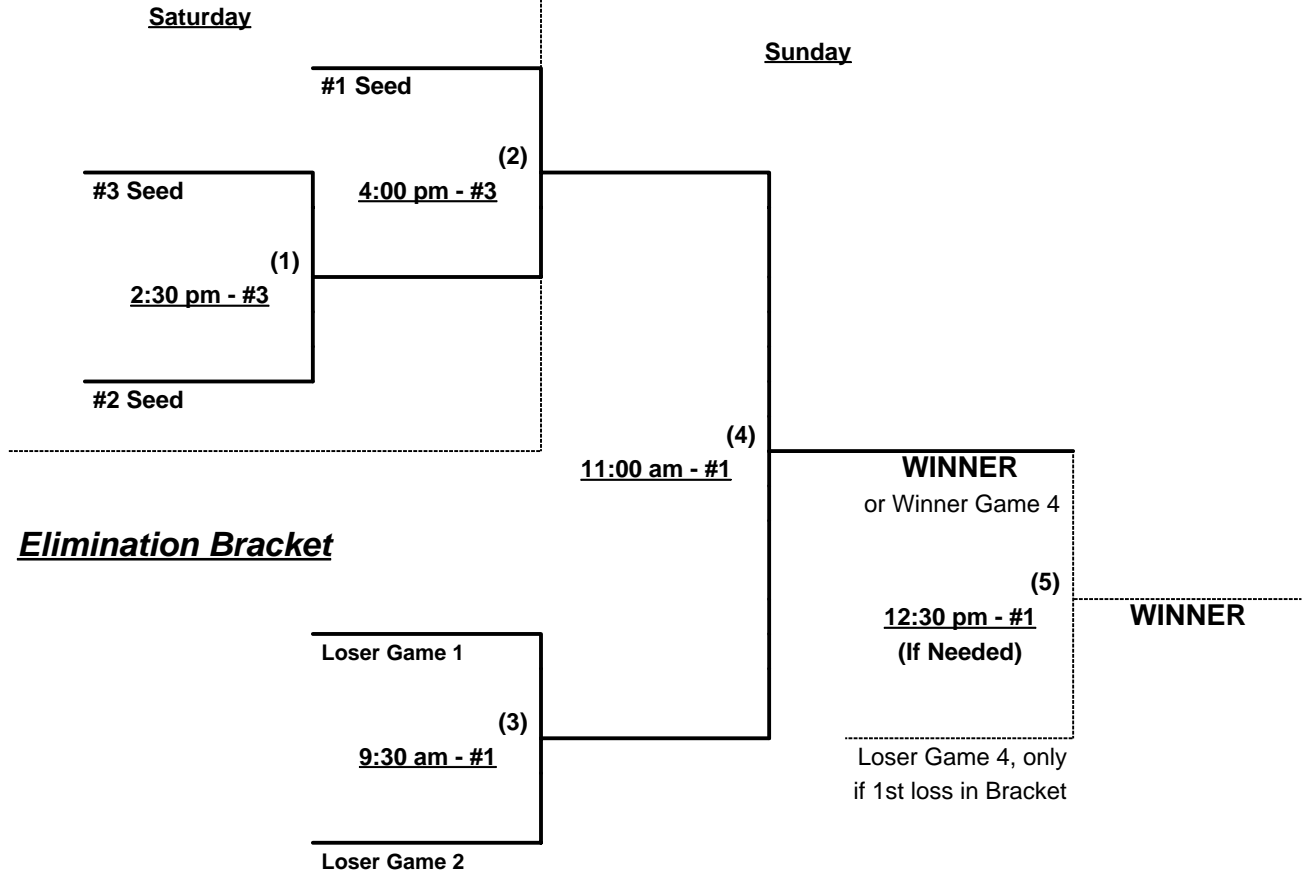 Saturday
Sunday
#1 Seed
(2)
4:00 pm - #3
#3 Seed
(1)
2:30 pm - #3
#2 Seed
(4)
11:00 am - #1
WINNER
or Winner Game 4
Elimination Bracket
(5)
12:30 pm - #1
(If Needed)
WINNER
Loser Game 1
(3)
9:30 am - #1
Loser Game 4, only
if 1st loss in Bracket
Loser Game 2